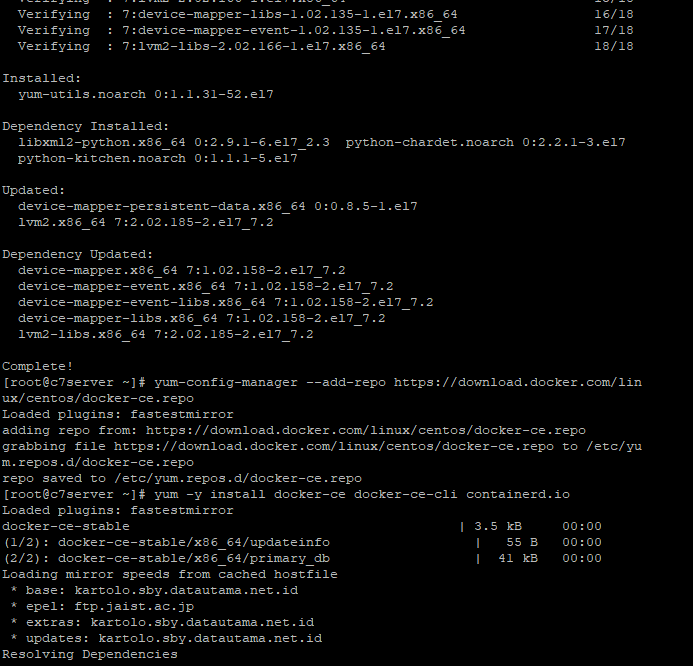 Verifying : 7:device-mapper-libs-1.02.135-1.el7.x86_64 16/18
Verifying : 7:device-mapper-event-1.02.135-1.el7.x86_64 17/18
Verifying : 7:lvm2-libs-2.02.166-1.el7.x86_64 18/18
Installed:
yum-utils.noarch 0:1.1.31-52.el7
Dependency Installed:
libxml2-python.x86_64 0:2.9.1-6.el7_2.3 python-chardet.noarch 0:2.2.1-3.el7
python-kitchen.noarch 0:1.1.1-5.el7
Updated:
device-mapper-persistent-data.x86_64 0:0.8.5-1.el7
lvm2.x86_64 7:2.02.185-2.el7_7.2
Dependency Updated:
device-mapper.x86_64 7:1.02.158-2.el7_7.2
device-mapper-event.x86_64 7:1.02.158-2.el7_7.2
device-mapper-event-libs.x86_64 7:1.02.158-2.el7_7.2
device-mapper-libs.x86_64 7:1.02.158-2.el7_7.2
lvm2-libs.x86_64 7:2.02.185-2.el7_7.2
Complete!
[root@c7server ~]# yum-config-manager --add-repo https://download.docker.com/lin
ux/centos/docker-ce.repo
Loaded plugins: fastestmirror
adding repo from: https://download.docker.com/linux/centos/docker-ce.repo
grabbing file https://download.docker.com/linux/centos/docker-ce.repo to /etc/yu
m.repos.d/docker-ce.repo
repo saved to /etc/yum.repos.d/docker-ce.repo
[root@c7server ~]# yum -y install docker-ce docker-ce-cli containerd.io
Loaded plugins: fastestmirror
docker-ce-stable | 3.5 kB 00:00
(1/2): docker-ce-stable/x86_64/updateinfo | 55 B 00:00
(2/2): docker-ce-stable/x86_64/primary_db | 41 kB 00:00
Loading mirror speeds from cached hostfile
* base: kartolo.sby.datautama.net.id
* epel: ftp.jaist.ac.jp
* extras: kartolo.sby.datautama.net.id
* updates: kartolo.sby.datautama.net.id
Resolving Dependencies